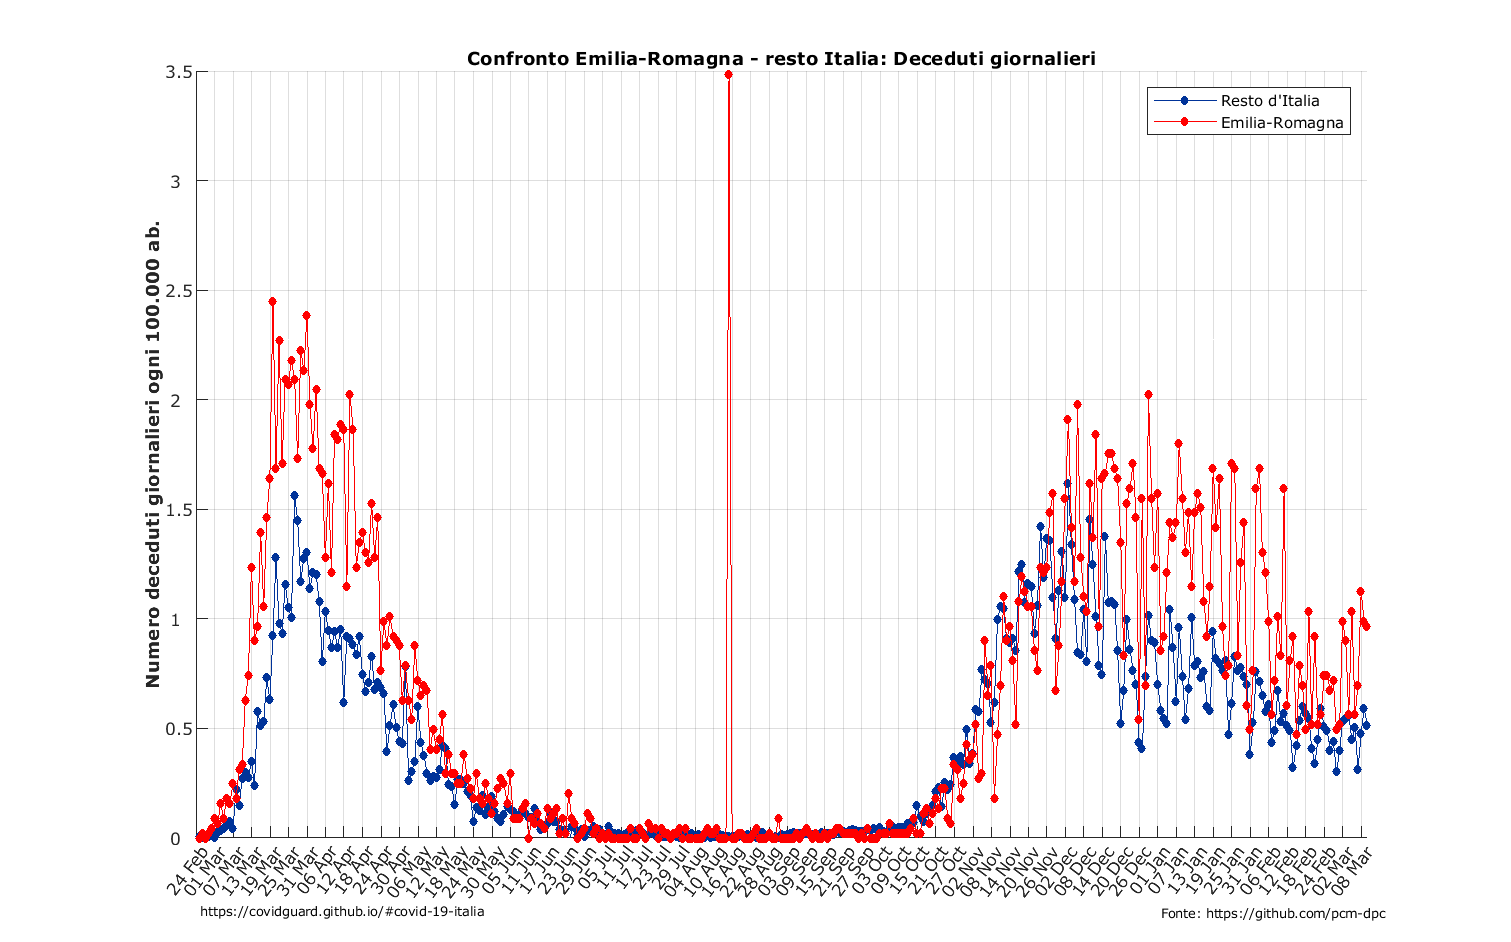 Confronto Emilia-Romagna - resto Italia: Deceduti giornalieri
Resto d'Italia
Emilia-Romagna
Numero deceduti giornalieri ogni 100.000 ab.
3.5
3
2.5
2
1.5
1
0.5
0
24 Feb
01 Mar
07 Mar
13 Mar
19 Mar
25 Mar
31 Mar
06 Apr
12 Apr
18 Apr
24 Apr
30 Apr
06 May
12 May
18 May
24 May
30 May
05 Jun
11 Jun
17 Jun
23 Jun
29 Jun
05 Jul
11 Jul
17 Jul
23 Jul
29 Jul
04 Aug
10 Aug
16 Aug
22 Aug
28 Aug
03 Sep
09 Sep
15 Sep
21 Sep
27 Sep
03 Oct
09 Oct
15 Oct
21 Oct
27 Oct
02 Nov
08 Nov
14 Nov
20 Nov
26 Nov
02 Dec
08 Dec
14 Dec
20 Dec
26 Dec
01 Jan
07 Jan
13 Jan
19 Jan
25 Jan
31 Jan
06 Feb
12 Feb
18 Feb
24 Feb
02 Mar
08 Mar
https://covidguard.github.io/#covid-19-italia
Fonte: https://github.com/pcm-dpc